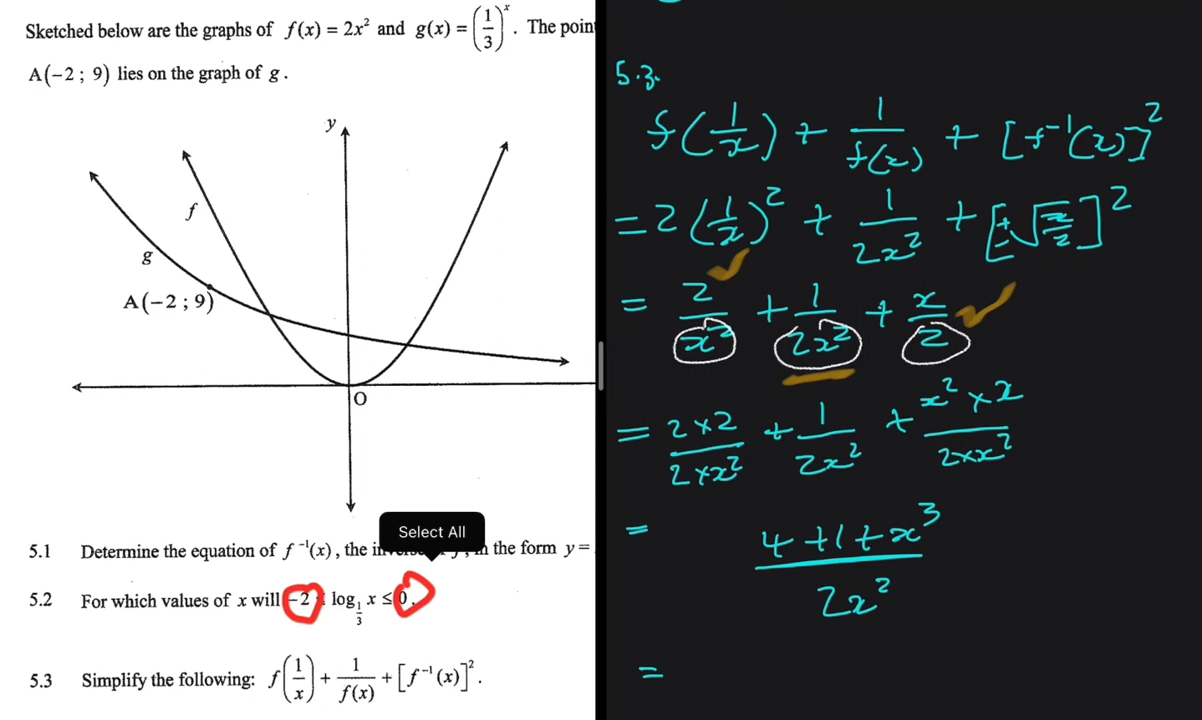 Sketched below are the graphs of f(x) = 2x² and g(x) = (1/3)ˣ. The poin
A(−2 ; 9) lies on the graph of g.
y
f
g
A(−2 ; 9)
O
Select All
5.1 Determine the equation of f⁻¹(x), the in the form y =
5.2 For which values of x will −2 log_{1/3} x ≤ 0.
5.3 Simplify the following: f(1/x) + 1/f(x) + [f⁻¹(x)]².
5.3.
f(1/x) + 1/f(x) + [f⁻¹(x)]²
= 2(1/x)² + 1/2x² + [±√x/2]²
= 2/x² + 1/2x² + x/2
= 2×2/2×x² + 1/2x² + x²×x/2×x²
= 4+1+x³/2x²
=